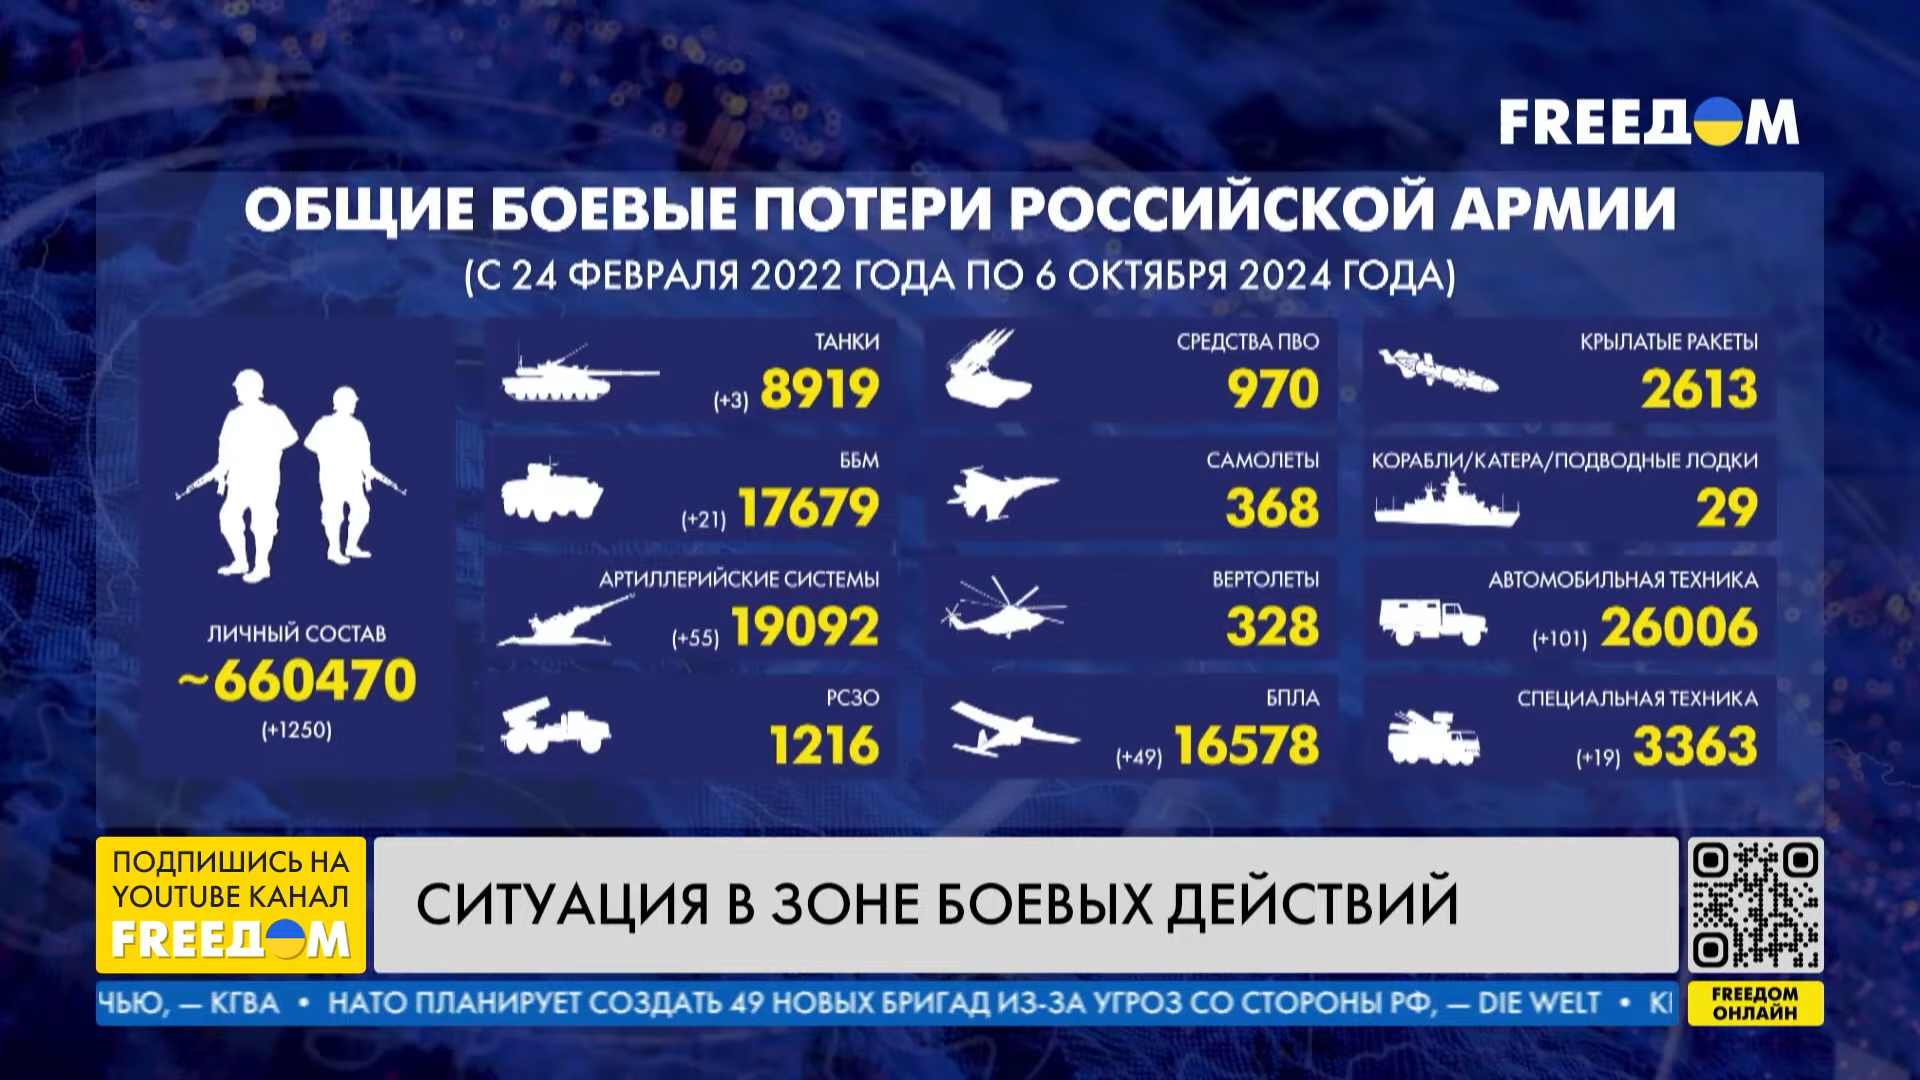 FREEДOM
ОБЩИЕ БОЕВЫЕ ПОТЕРИ РОССИЙСКОЙ АРМИИ
(С 24 ФЕВРАЛЯ 2022 ГОДА ПО 6 ОКТЯБРЯ 2024 ГОДА)
ЛИЧНЫЙ СОСТАВ
~660470
(+1250)
ТАНКИ
(+3) 8919
ББМ
(+21) 17679
АРТИЛЛЕРИЙСКИЕ СИСТЕМЫ
(+55) 19092
РСЗО
1216
СРЕДСТВА ПВО
970
САМОЛЕТЫ
368
ВЕРТОЛЕТЫ
328
БПЛА
(+49) 16578
КРЫЛАТЫЕ РАКЕТЫ
2613
КОРАБЛИ/КАТЕРА/ПОДВОДНЫЕ ЛОДКИ
29
АВТОМОБИЛЬНАЯ ТЕХНИКА
(+101) 26006
СПЕЦИАЛЬНАЯ ТЕХНИКА
(+19) 3363
ПОДПИШИСЬ НА
YOUTUBE КАНАЛ
FREEДOM
СИТУАЦИЯ В ЗОНЕ БОЕВЫХ ДЕЙСТВИЙ
ЧЬЮ, — КГВА • НАТО ПЛАНИРУЕТ СОЗДАТЬ 49 НОВЫХ БРИГАД ИЗ-ЗА УГРОЗ СО СТОРОНЫ РФ, — DIE WELT •
FREEДOM
ОНЛАЙН